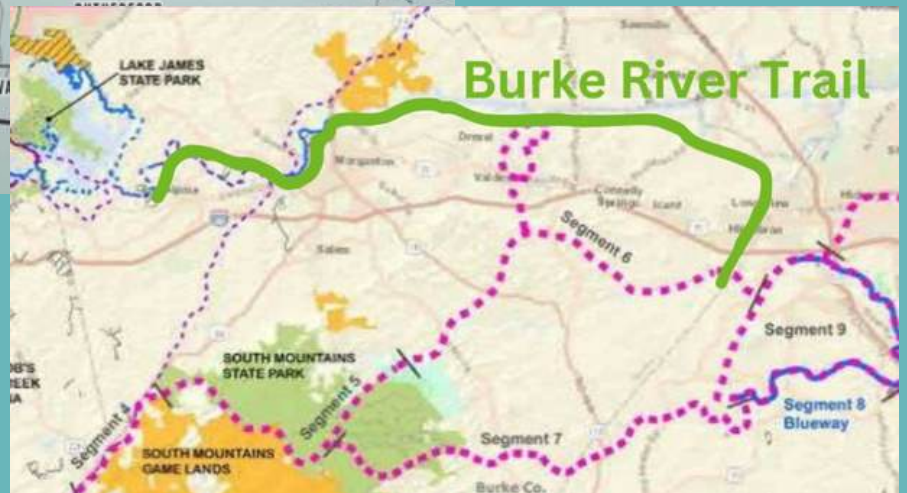 LAKE JAMES
STATE PARK
Burke River Trail
Sawmills
Drexel
Morganton
Connelly
Springs
Icard
Salem
Hildebran
Segment 6
Segment 9
SOUTH MOUNTAINS
STATE PARK
Segment 5
Segment 8
Blueway
Segment 4
SOUTH MOUNTAINS
GAME LANDS
Segment 7
Burke Co.